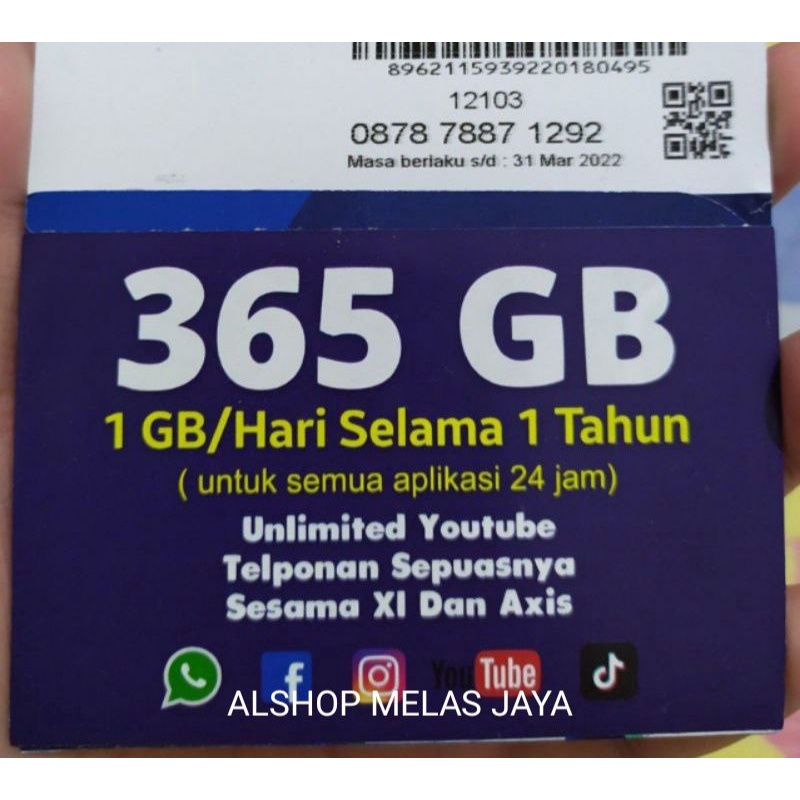 8962115939220180495
12103
0878 7887 1292
Masa berlaku s/d : 31 Mar 2022
365 GB
1 GB/Hari Selama 1 Tahun
( untuk semua aplikasi 24 jam)
Unlimited Youtube
Telponan Sepuasnya
Sesama Xl Dan Axis
f YouTube
ALSHOP MELAS JAYA